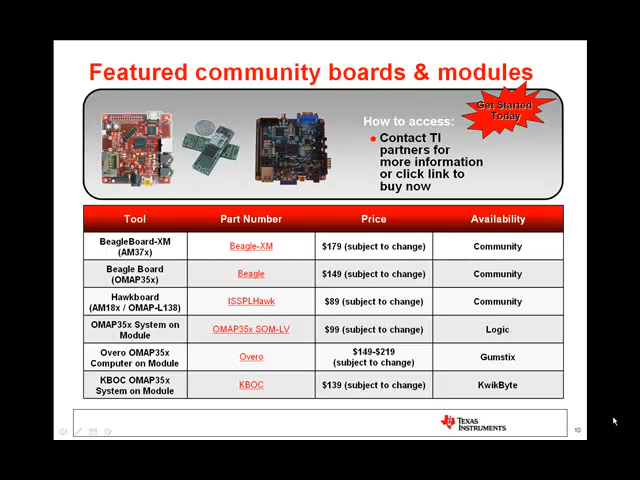 Featured community boards & modules
Get Started
Today
How to access:
Contact TI
partners for
more information
or click link to
buy now
Tool Part Number Price Availability
BeagleBoard-XM
(AM37x)
Beagle-XM
$179 (subject to change)
Community
Beagle Board
(OMAP35x)
Beagle
$149 (subject to change)
Community
Hawkboard
(AM18x / OMAP-L138)
ISSPLHawk
$89 (subject to change)
Community
OMAP35x System on
Module
OMAP35x SOM-LV
$99 (subject to change)
Logic
Overo OMAP35x
Computer on Module
Overo
$149-$219
(subject to change)
Gumstix
KBOC OMAP35x
System on Module
KBOC
$139 (subject to change)
KwikByte
TEXAS
INSTRUMENTS
10